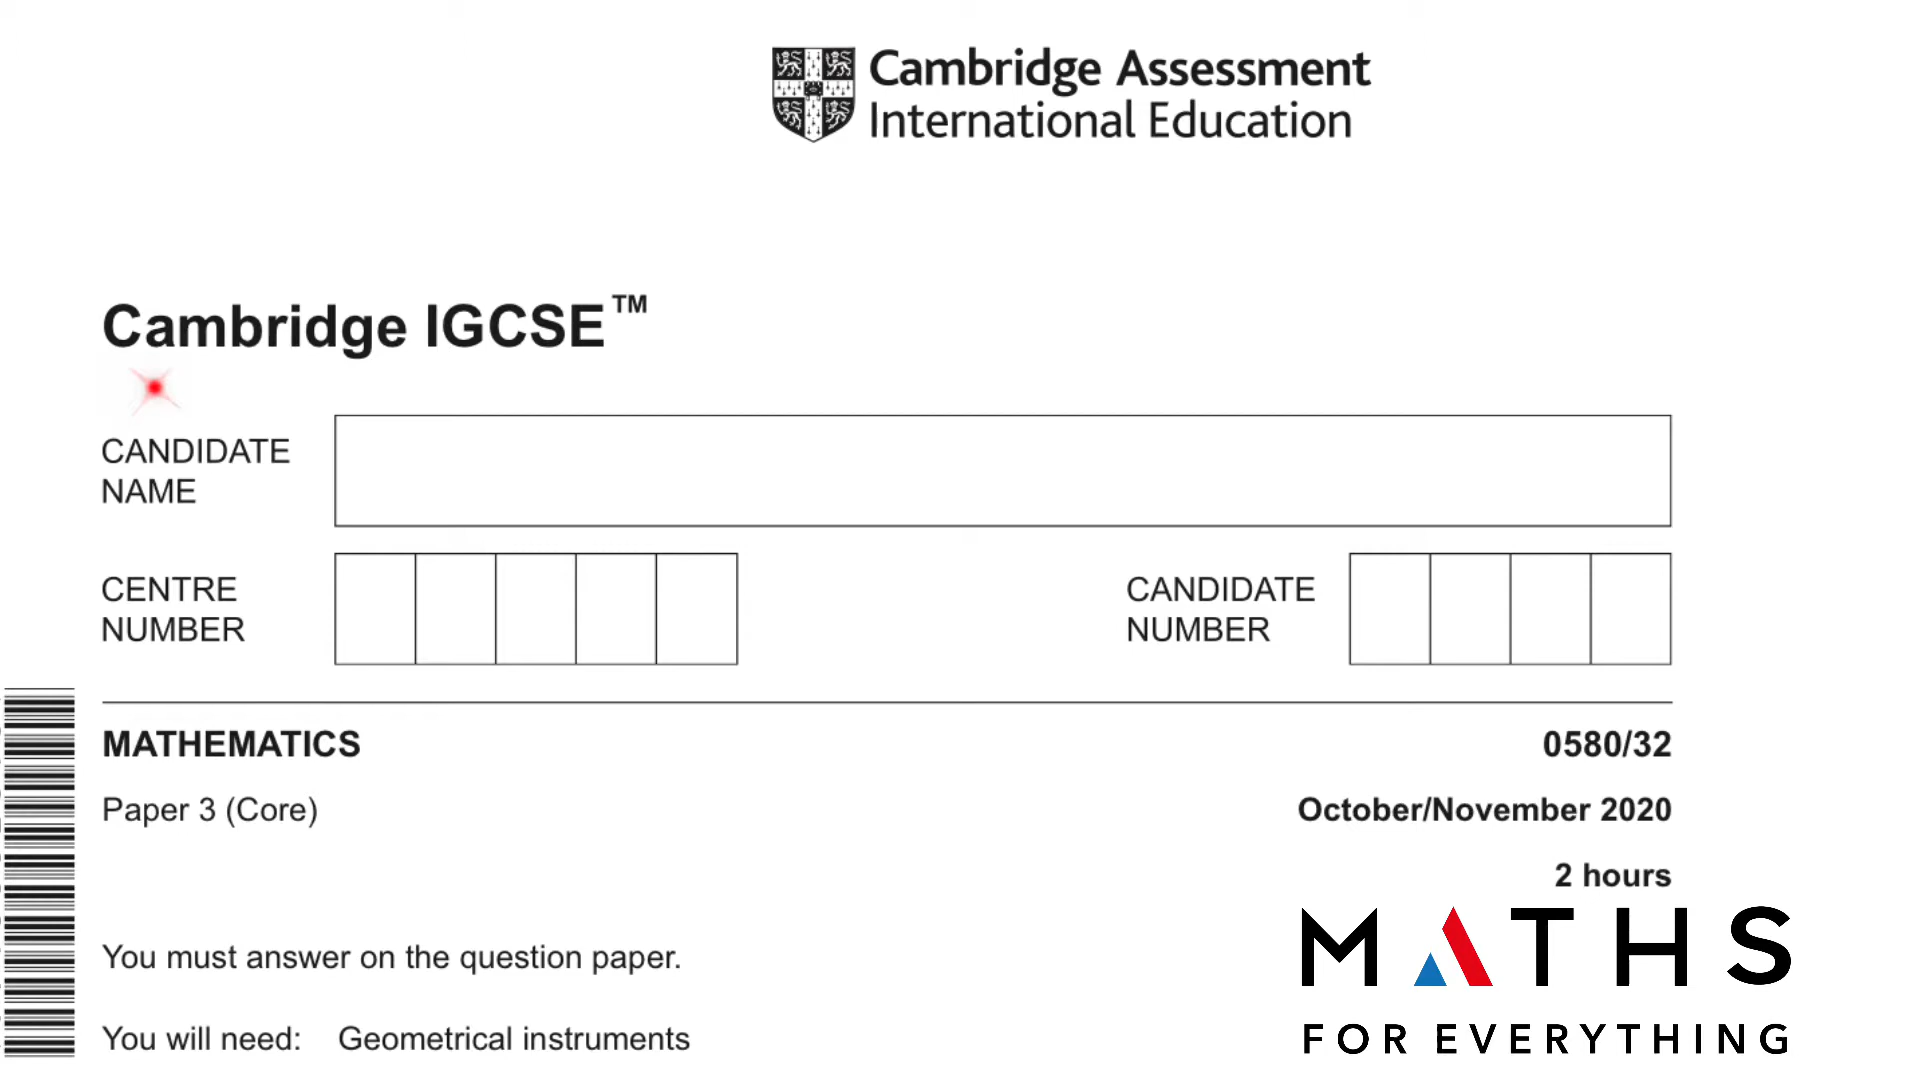 Cambridge Assessment
International Education
Cambridge IGCSE™
CANDIDATE
NAME
CENTRE
NUMBER
CANDIDATE
NUMBER
MATHEMATICS 0580/32
Paper 3 (Core) October/November 2020
2 hours
You must answer on the question paper.
You will need: Geometrical instruments
MATHS
FOR EVERYTHING